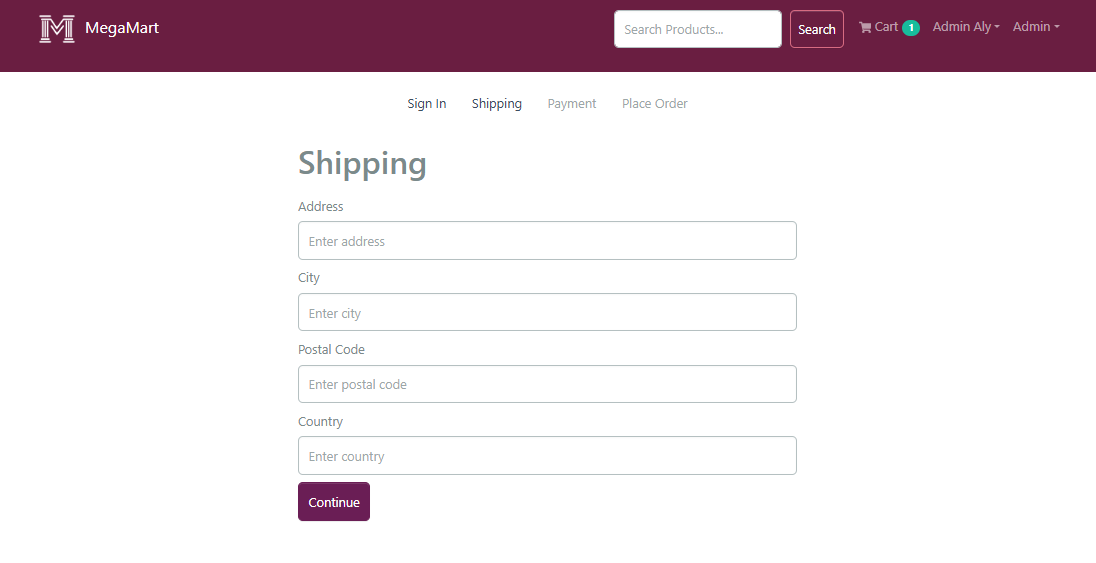 M MegaMart Search Products... Search Cart 1 Admin Aly Admin
Sign In Shipping Payment Place Order
Shipping
Address
Enter address
City
Enter city
Postal Code
Enter postal code
Country
Enter country
Continue